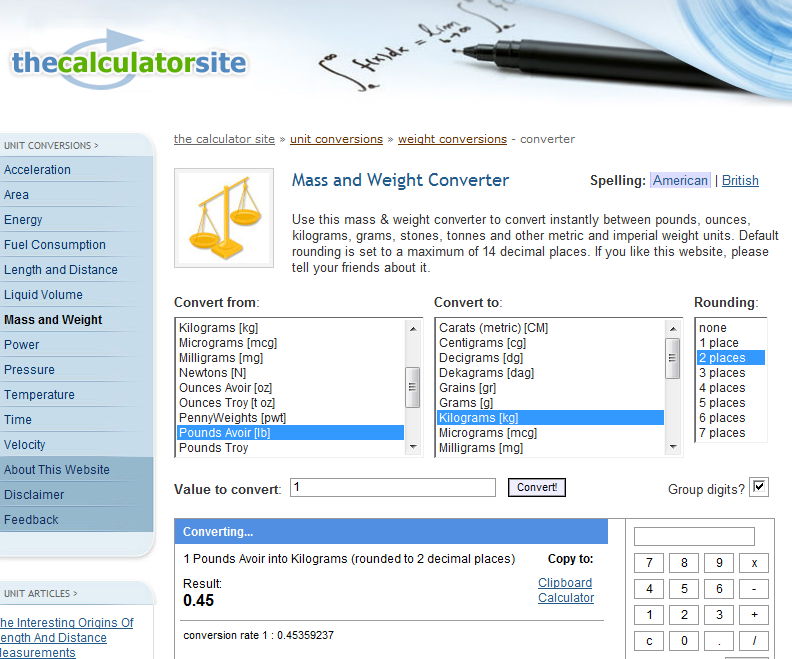 thecalculatorsite
UNIT CONVERSIONS >
Acceleration
Area
Energy
Fuel Consumption
Length and Distance
Liquid Volume
Mass and Weight
Power
Pressure
Temperature
Time
Velocity
About This Website
Disclaimer
Feedback
UNIT ARTICLES >
he Interesting Origins Of
ength And Distance
easurements
the calculator site » unit conversions » weight conversions - converter
Mass and Weight Converter
Spelling: American | British
Use this mass & weight converter to convert instantly between pounds, ounces,
kilograms, grams, stones, tonnes and other metric and imperial weight units. Default
rounding is set to a maximum of 14 decimal places. If you like this website, please
tell your friends about it.
Convert from:
Kilograms [kg]
Micrograms [mcg]
Milligrams [mg]
Newtons [N]
Ounces Avoir [oz]
Ounces Troy [t oz]
PennyWeights [pwt]
Pounds Avoir [lb]
Pounds Troy
Convert to:
Carats (metric) [CM]
Centigrams [cg]
Decigrams [dg]
Dekagrams [dag]
Grains [gr]
Grams [g]
Kilograms [kg]
Micrograms [mcg]
Milligrams [mg]
Rounding:
none
1 place
2 places
3 places
4 places
5 places
6 places
7 places
Value to convert: 1 Convert! Group digits?
Converting...
1 Pounds Avoir into Kilograms (rounded to 2 decimal places)
Result:
0.45
conversion rate 1 : 0.45359237
Copy to:
Clipboard
Calculator
7 8 9 x
4 5 6 -
1 2 3 +
c 0 . /